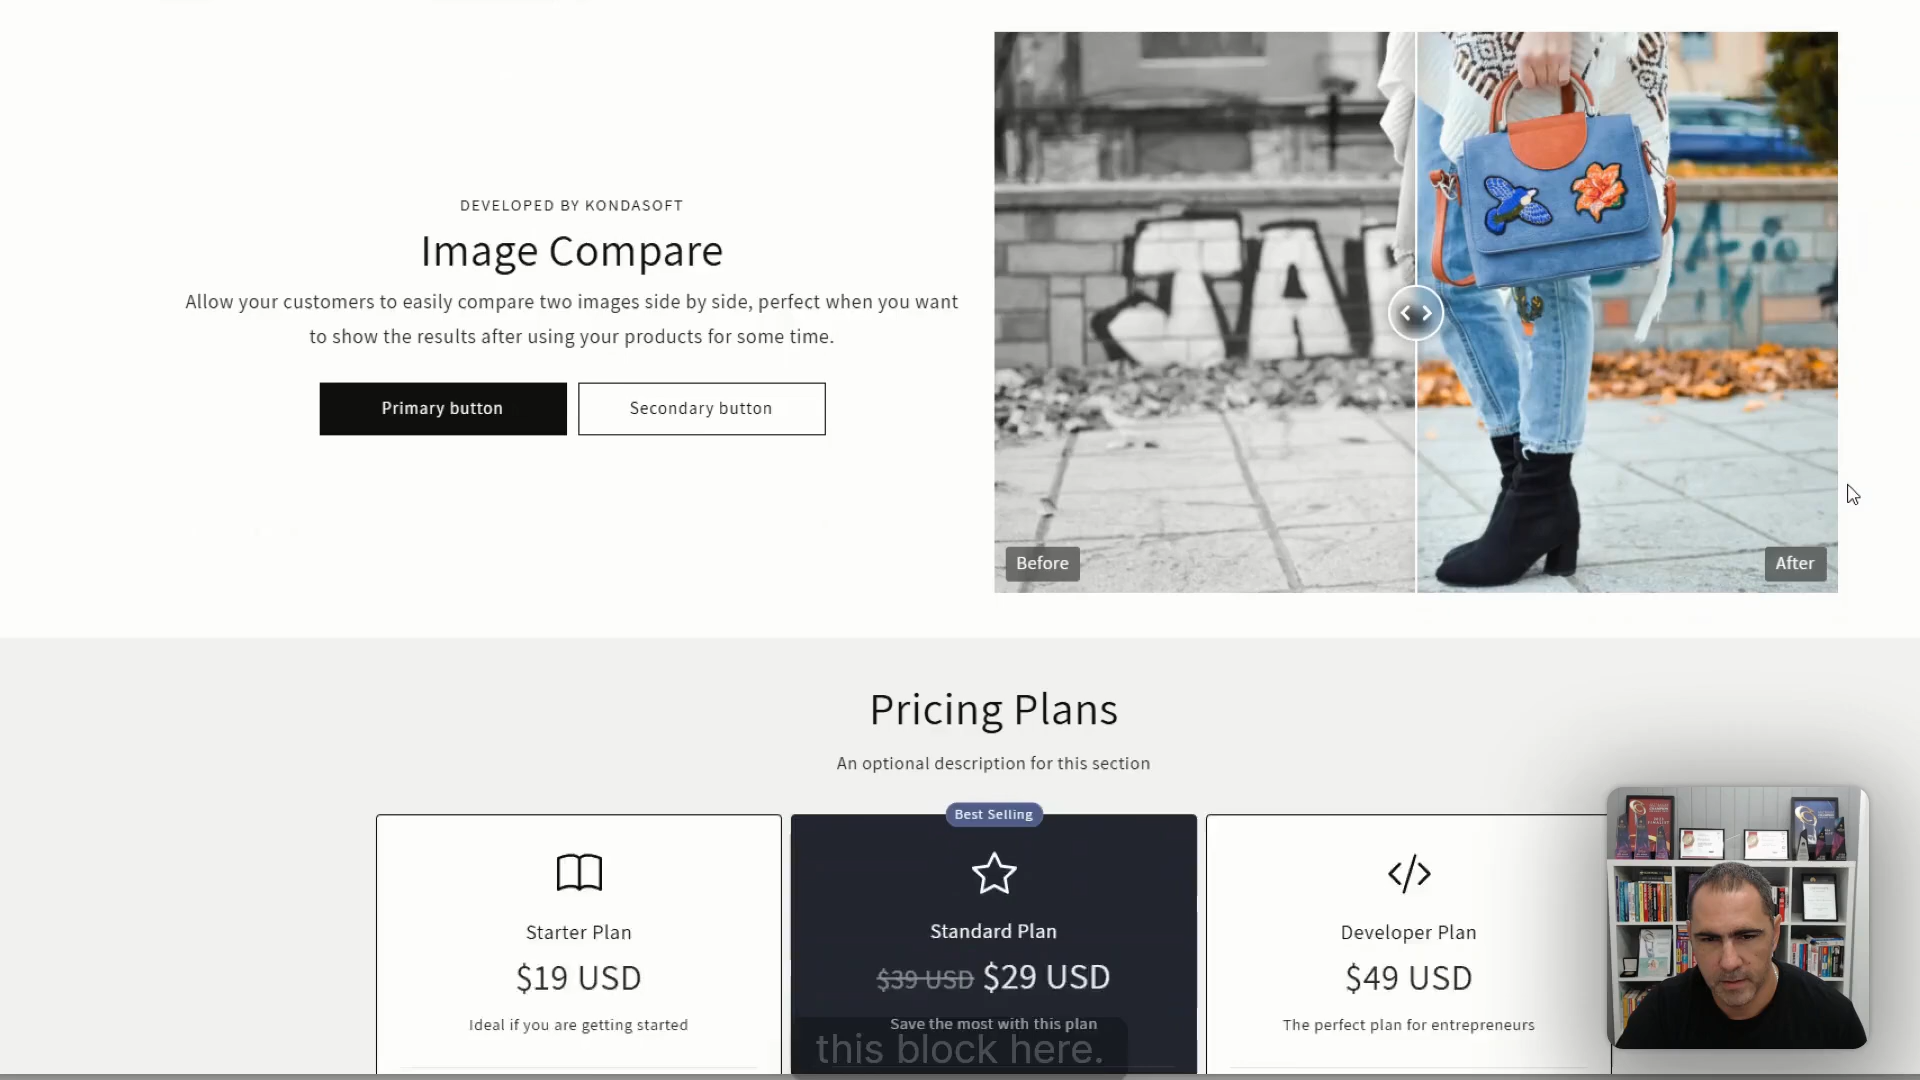 DEVELOPED BY KONDASOFT
Image Compare
Allow your customers to easily compare two images side by side, perfect when you want
to show the results after using your products for some time.
Primary button
Secondary button
Before
After
Pricing Plans
An optional description for this section
Starter Plan
$19 USD
Ideal if you are getting started
Best Selling
Standard Plan
$39 USD $29 USD
Save the most with this plan
Developer Plan
$49 USD
The perfect plan for entrepreneurs
this block here.